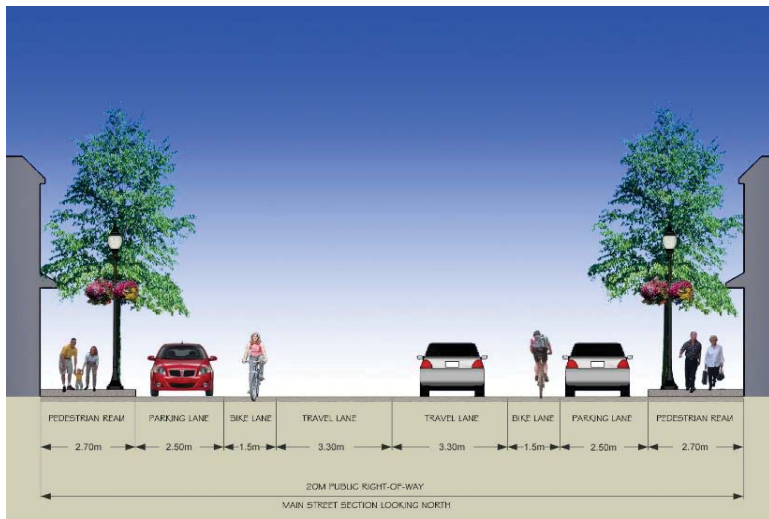 PEDESTRIAN REAM PARKING LANE BIKE LANE TRAVEL LANE TRAVEL LANE BIKE LANE PARKING LANE PEDESTRIAN REAM
2.70m 2.50m 1.5m 3.30m 3.30m 1.5m 2.50m 2.70m
20M PUBLIC RIGHT-OF-WAY
MAIN STREET SECTION LOOKING NORTH